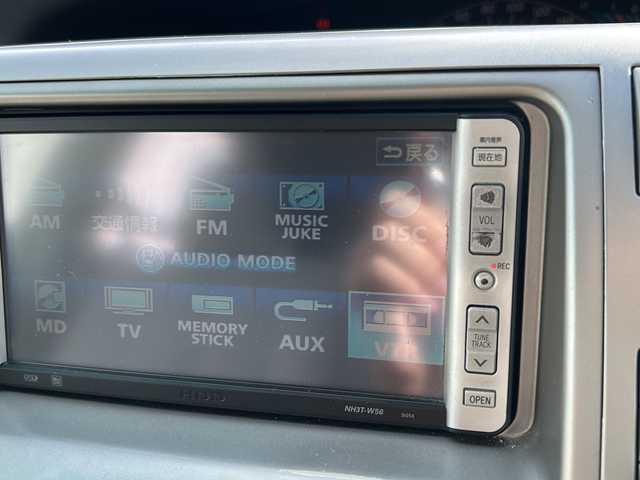 戻る
案内音声
現在地
AM
交通情報
FM
MUSIC JUKE
DISC
VOL
AUDIO MODE
REC
MD
TV
MEMORY STICK
AUX
TUNE
TRACK
OPEN
NH3T-W56